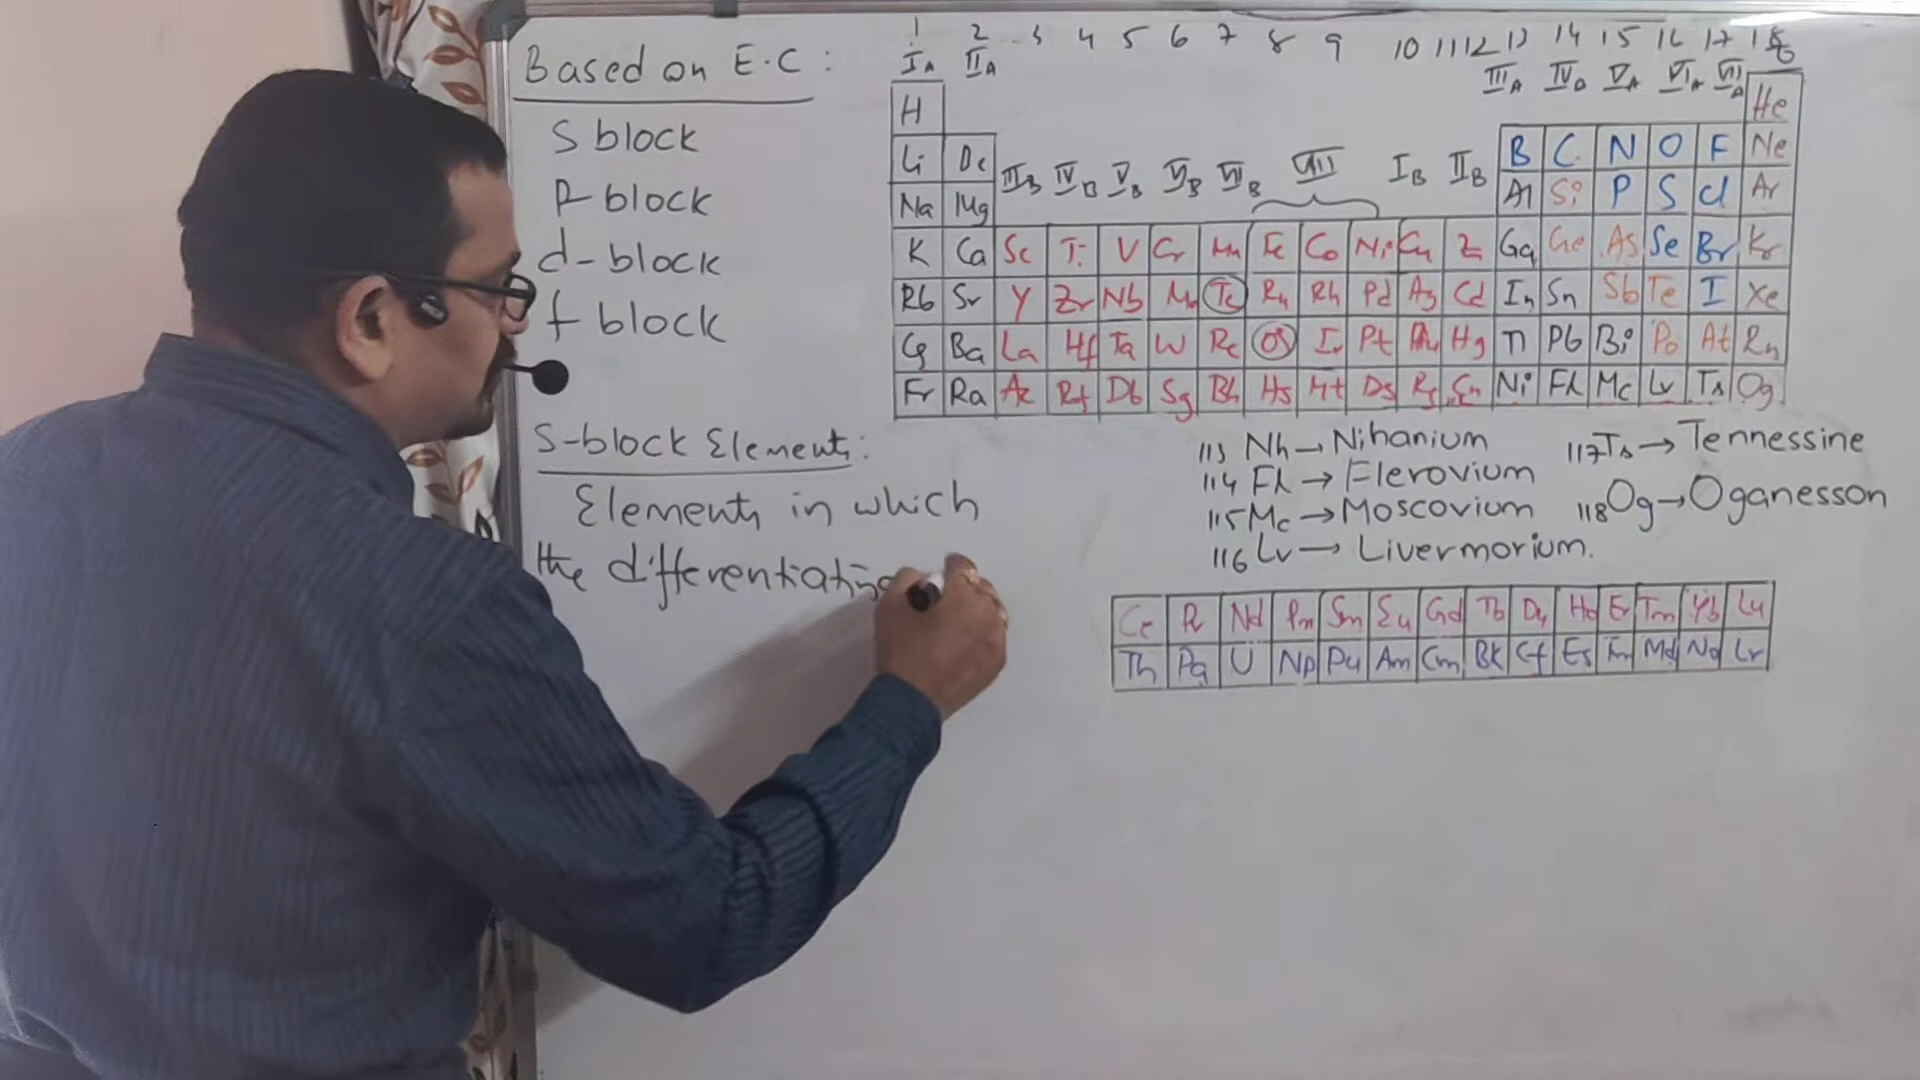 Based on E.C :
S block
P-block
d-block
f block
S-block Elements:
Elements in which
the differentiating
1 2 3 4 5 6 7 8 9 10 11 12 13 14 15 16 17 18
IA IIA IIIA IVA VA VIA VIIA 0
H He
Li Be B C N O F Ne
IIIB IVB VB VIB VIIB VIII IB IIB
Na Mg Al Si P S Cl Ar
K Ca Sc Ti V Cr Mn Fe Co Ni Cu Z Ga Ge As Se Br Kr
Rb Sr Y Zr Nb Mo Tc Ru Rh Pd Ag Cd In Sn Sb Te I Xe
Cs Ba La Hf Ta W Re Os Ir Pt Au Hg Tl Pb Bi Po At Rn
Fr Ra Ac Rf Db Sg Bh Hs Mt Ds Rg Cn Ni Fl Mc Lv Ts Og
113 Nh → Nihanium
114 Fl → Flerovium
115 Mc → Moscovium
116 Lv → Livermorium.
117 Ts → Tennessine
118 Og → Oganesson
Ce Pr Nd Pm Sm Eu Gd Tb Dy Ho Er Tm Yb Lu
Th Pa U Np Pu Am Cm Bk Cf Es Fm Md No Lr